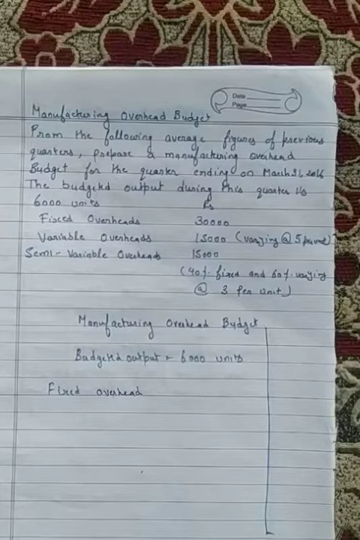 Date
Page
Manufacturing Overhead Budget
From the following average figures of previous
quarters, prepare a manufacturing overhead
Budget for the quarter ending on March 31, 2016
The budgeted output during this quarter is
6000 units
Rs
Fixed Overheads 30000
Variable Overheads 15000 (varying @ 5 per unit)
Semi-Variable Overheads 15000
(40% fixed and 60% varying
@ 3 Per unit)
Manufacturing Overhead Budget
Budgeted output = 6000 units
Fixed overhead